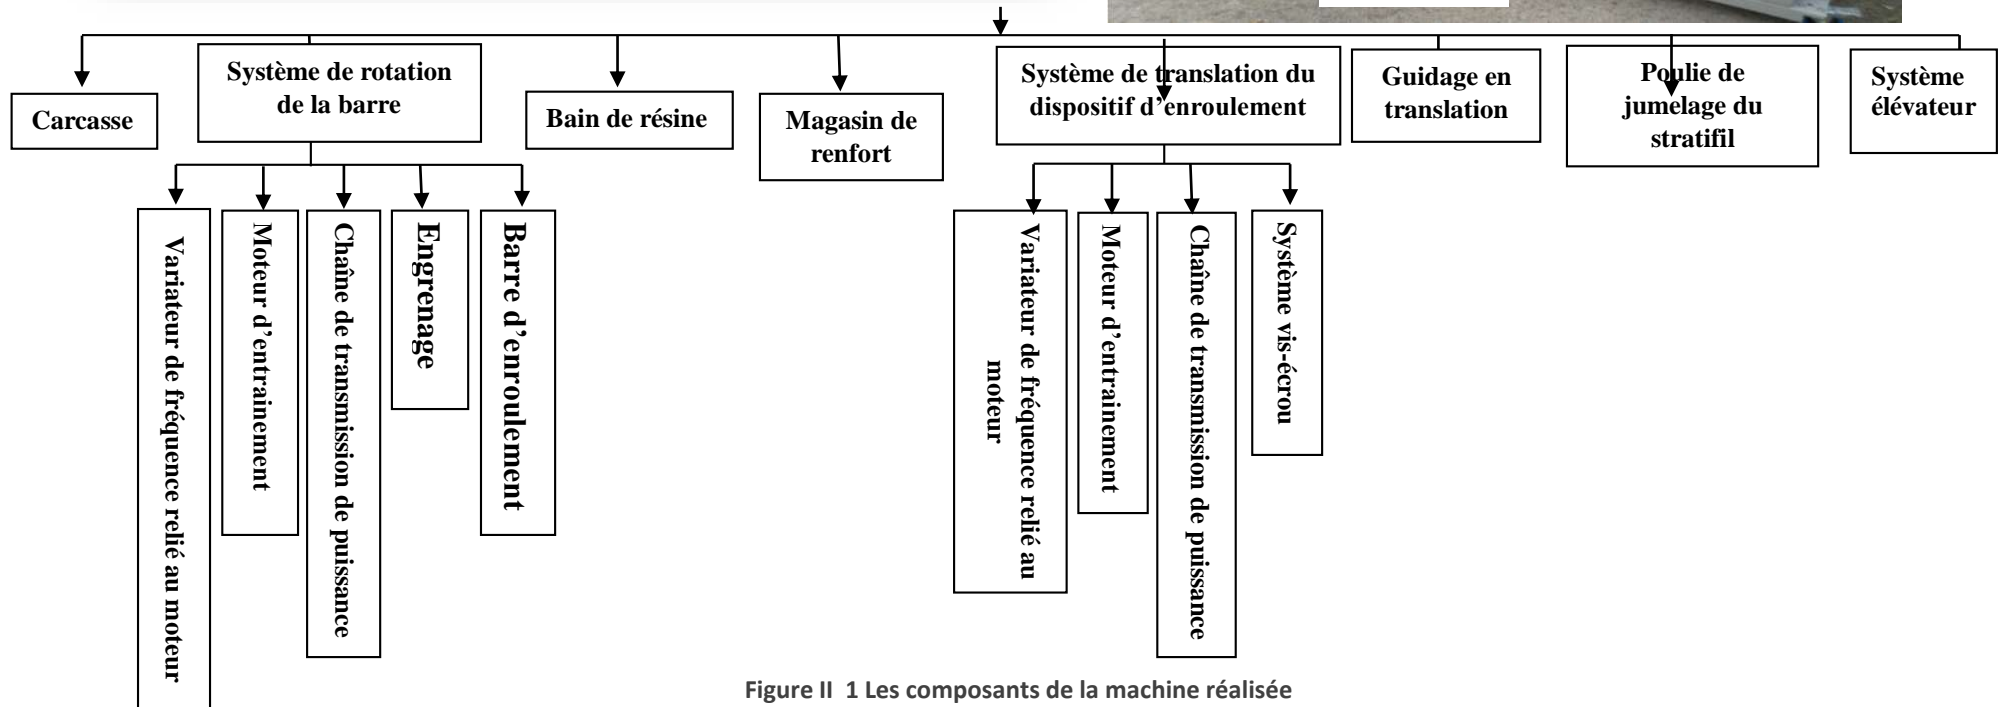 Carcasse
Système de rotation
de la barre
Bain de résine
Magasin de
renfort
Système de translation du
dispositif d'enroulement
Guidage en
translation
Poulie de
jumelage du
stratifil
Système
élévateur
Variateur de fréquence relié au moteur
Moteur d'entrainement
Chaîne de transmission de puissance
Engrenage
Barre d'enroulement
Variateur de fréquence relié au
moteur
Moteur d'entrainement
Chaîne de transmission de puissance
Système vis-écrou
Figure II 1 Les composants de la machine réalisée